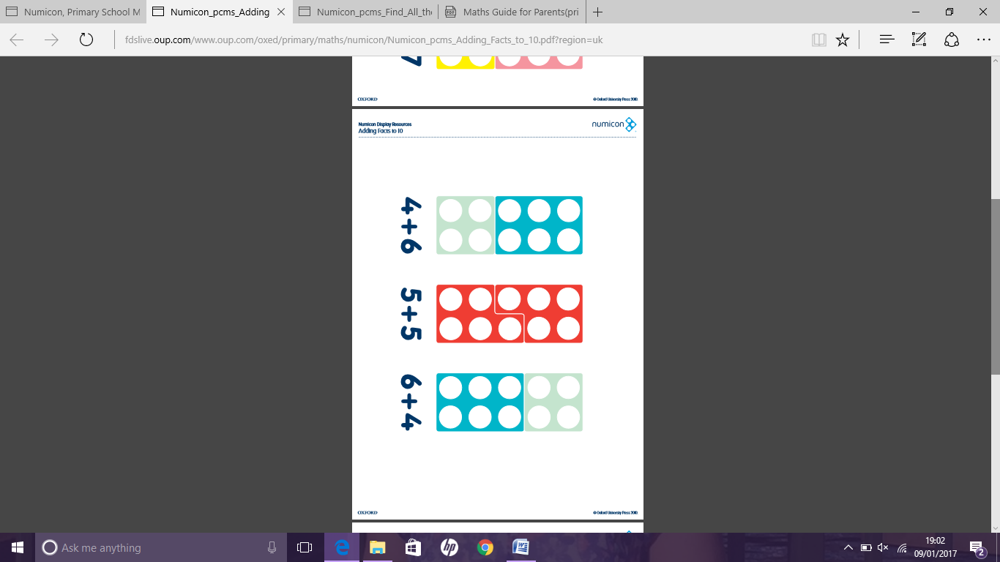 Numicon, Primary School M
Numicon_pcms_Adding
Numicon_pcms_Find_All_the
Maths Guide for Parents(pri
fdslive.oup.com/www.oup.com/oxed/primary/maths/numicon/Numicon_pcms_Adding_Facts_to_10.pdf?region=uk
7
OXFORD
© Oxford University Press 2010.
Numicon Display Resources
Adding Facts to 10
numicon
4+6
5+5
6+4
OXFORD
© Oxford University Press 2010.
Ask me anything
hp
W
19:02
09/01/2017
2